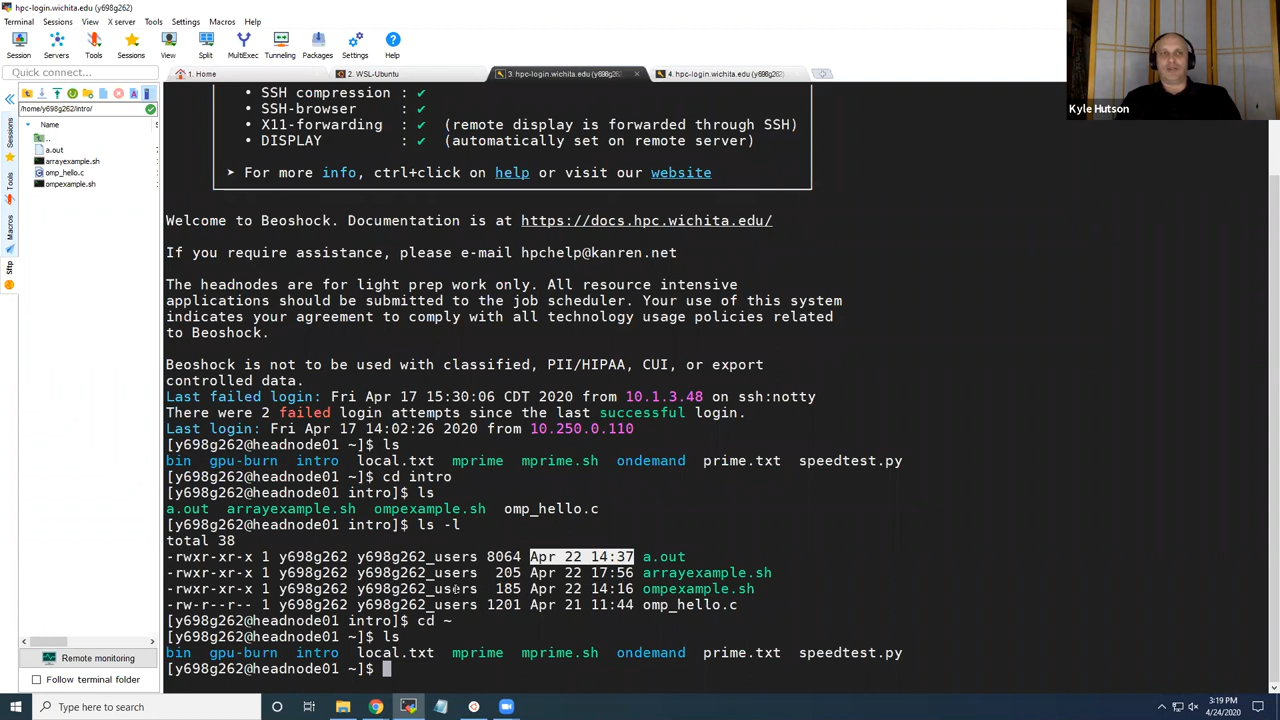 hpc-login.wichita.edu (y698g262)
Terminal Sessions View X server Tools Settings Macros Help
Session Servers Tools Sessions View Split MultiExec Tunneling Packages Settings Help
Quick connect...
1. Home
2. WSL-Ubuntu
3. hpc-login.wichita.edu (y698g262)
4. hpc-login.wichita.edu (y698g262)
Kyle Hutson
/home/y698g262/intro/
Name
..
a.out
arrayexample.sh
omp_hello.c
ompexample.sh
Sessions
Tools
Macros
Sftp
• SSH compression : ✔
• SSH-browser : ✔
• X11-forwarding : ✔ (remote display is forwarded through SSH)
• DISPLAY : ✔ (automatically set on remote server)
➤ For more info, ctrl+click on help or visit our website
Welcome to Beoshock. Documentation is at https://docs.hpc.wichita.edu/
If you require assistance, please e-mail hpchelp@kanren.net
The headnodes are for light prep work only. All resource intensive
applications should be submitted to the job scheduler. Your use of this system
indicates your agreement to comply with all technology usage policies related
to Beoshock.
Beoshock is not to be used with classified, PII/HIPAA, CUI, or export
controlled data.
Last failed login: Fri Apr 17 15:30:06 CDT 2020 from 10.1.3.48 on ssh:notty
There were 2 failed login attempts since the last successful login.
Last login: Fri Apr 17 14:02:26 2020 from 10.250.0.110
[y698g262@headnode01 ~]$ ls
bin gpu-burn intro local.txt mprime mprime.sh ondemand prime.txt speedtest.py
[y698g262@headnode01 ~]$ cd intro
[y698g262@headnode01 intro]$ ls
a.out arrayexample.sh ompexample.sh omp_hello.c
[y698g262@headnode01 intro]$ ls -l
total 38
-rwxr-xr-x 1 y698g262 y698g262_users 8064 Apr 22 14:37 a.out
-rwxr-xr-x 1 y698g262 y698g262_users 205 Apr 22 17:56 arrayexample.sh
-rwxr-xr-x 1 y698g262 y698g262_users 185 Apr 22 14:16 ompexample.sh
-rw-r--r-- 1 y698g262 y698g262_users 1201 Apr 21 11:44 omp_hello.c
[y698g262@headnode01 intro]$ cd ~
[y698g262@headnode01 ~]$ ls
bin gpu-burn intro local.txt mprime mprime.sh ondemand prime.txt speedtest.py
[y698g262@headnode01 ~]$
Remote monitoring
Follow terminal folder
Type here to search
3:19 PM
4/24/2020